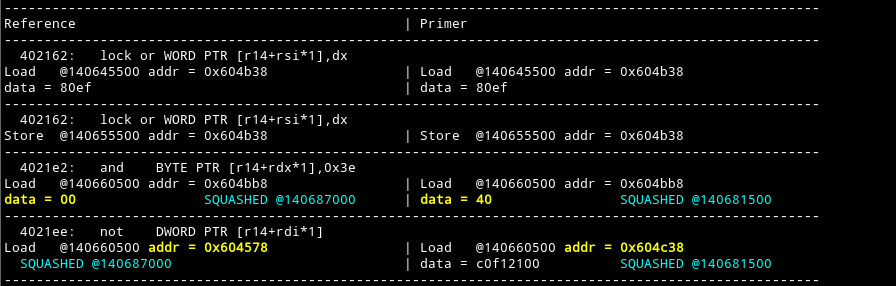 --------------------------------------------------------------------------------------------------------
Reference                                         | Primer
--------------------------------------------------------------------------------------------------------
  402162:   lock or WORD PTR [r14+rsi*1],dx
Load   @140645500 addr = 0x604b38                 | Load   @140645500 addr = 0x604b38
data = 80ef                                       | data = 80ef
--------------------------------------------------------------------------------------------------------
  402162:   lock or WORD PTR [r14+rsi*1],dx
Store  @140655500 addr = 0x604b38                 | Store  @140655500 addr = 0x604b38
--------------------------------------------------------------------------------------------------------
  4021e2:   and    BYTE PTR [r14+rdx*1],0x3e
Load   @140660500 addr = 0x604bb8                 | Load   @140660500 addr = 0x604bb8
data = 00                SQUASHED @140687000      | data = 40                SQUASHED @140681500
--------------------------------------------------------------------------------------------------------
  4021ee:   not    DWORD PTR [r14+rdi*1]
Load   @140660500 addr = 0x604578                 | Load   @140660500 addr = 0x604c38
  SQUASHED @140687000                             | data = c0f12100          SQUASHED @140681500
--------------------------------------------------------------------------------------------------------